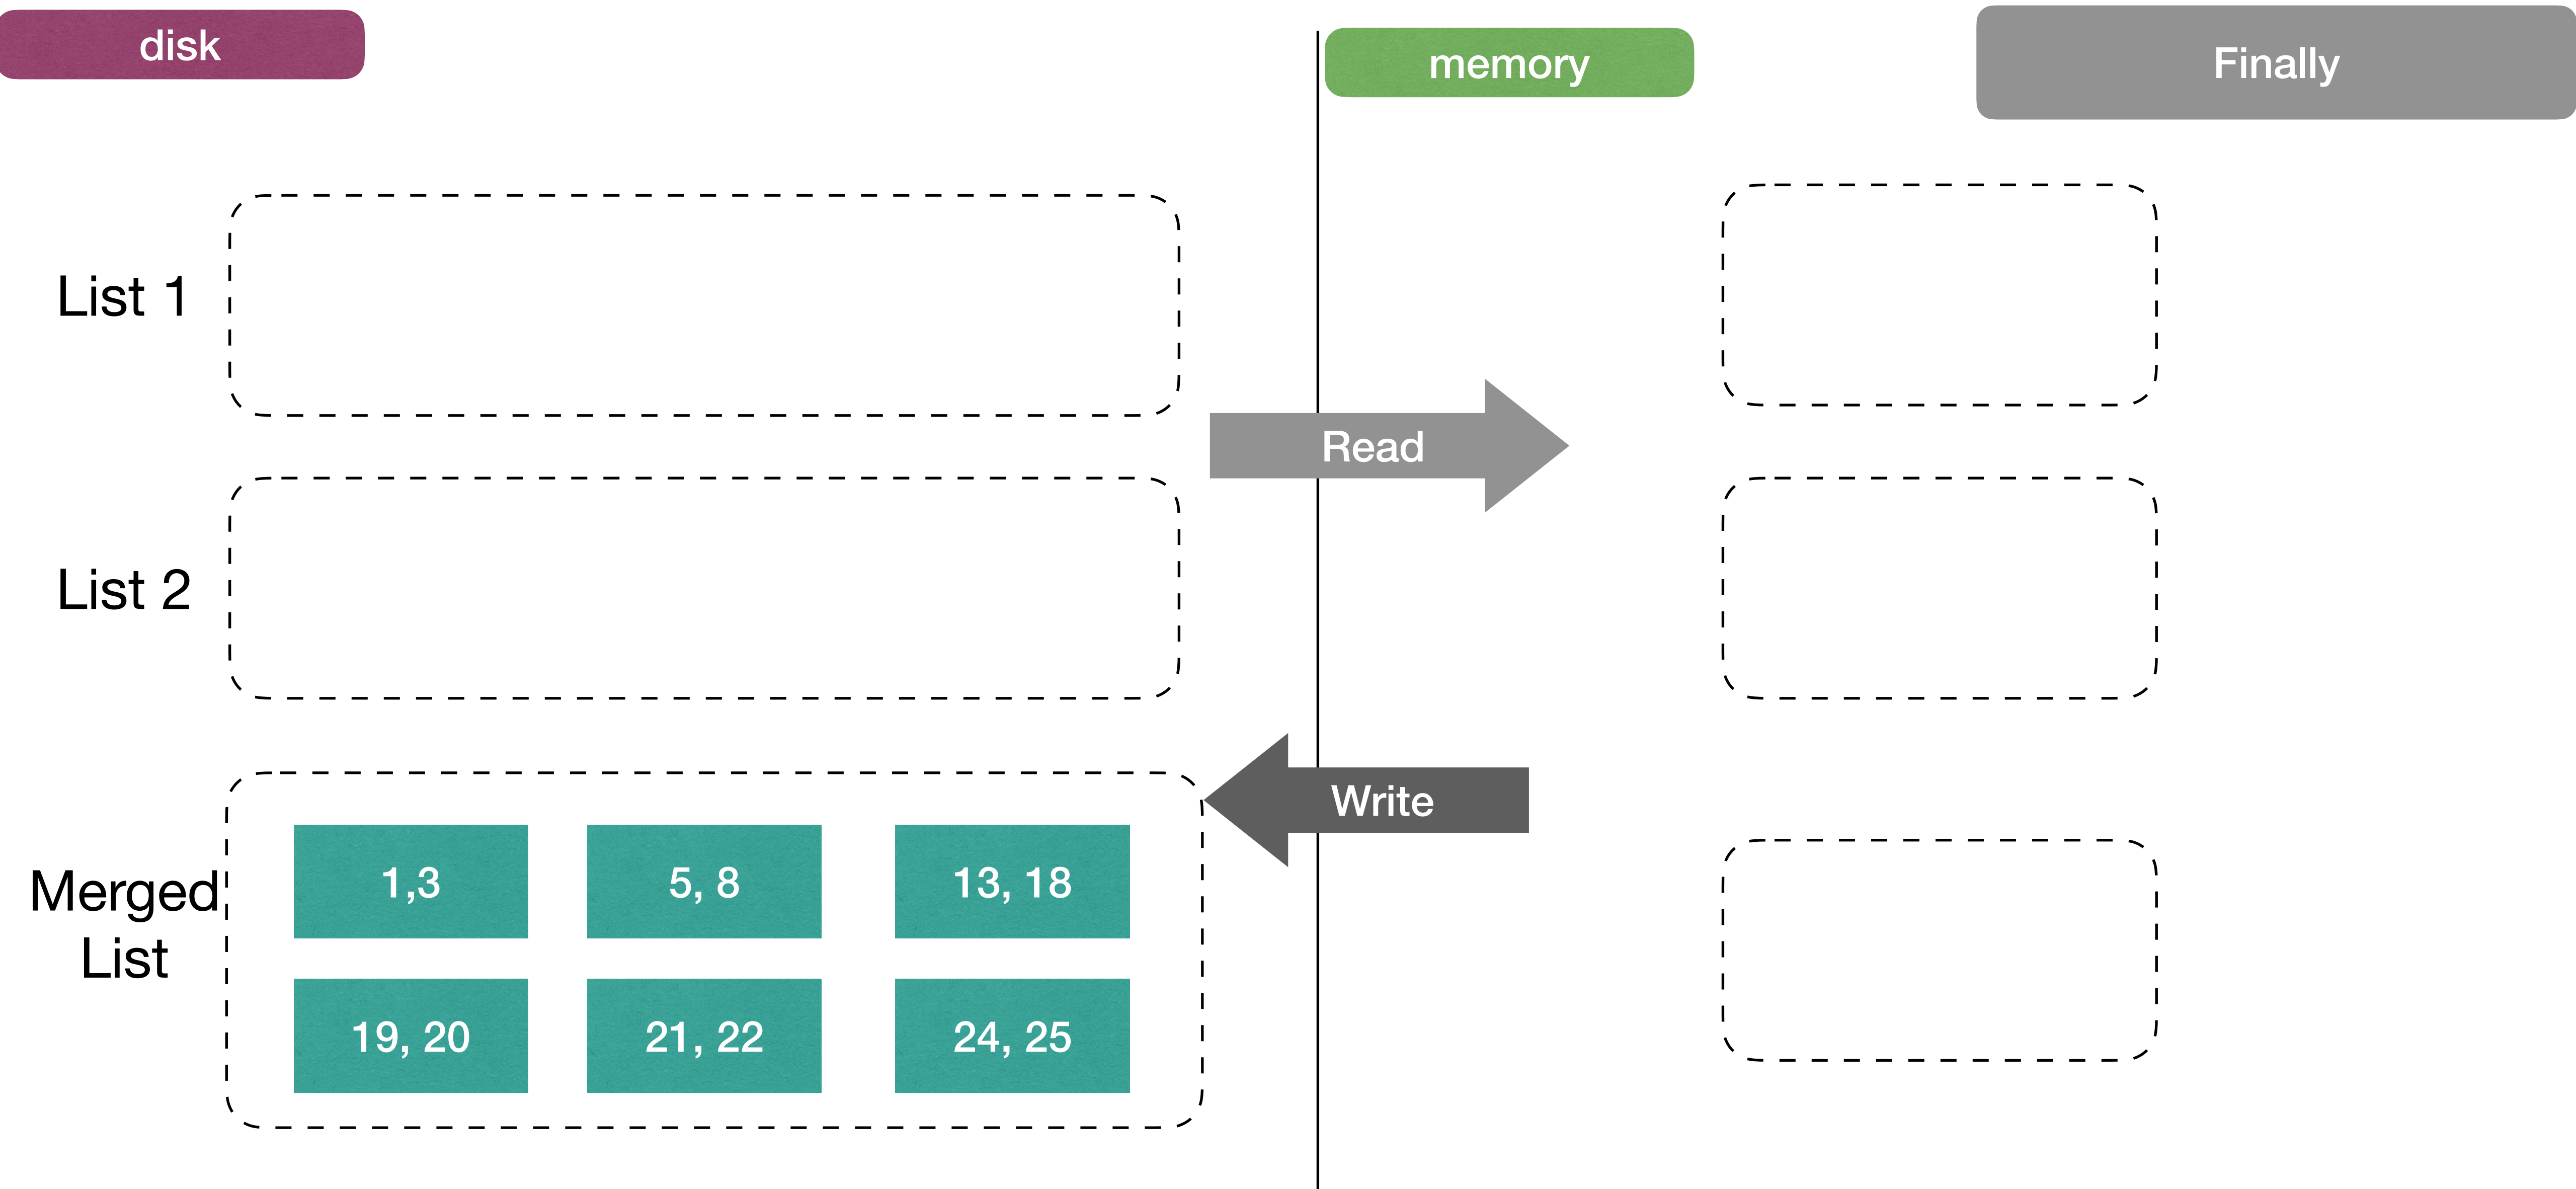 disk
memory
Finally
List 1
Read
List 2
Write
Merged
List
1,3
5, 8
13, 18
19, 20
21, 22
24, 25